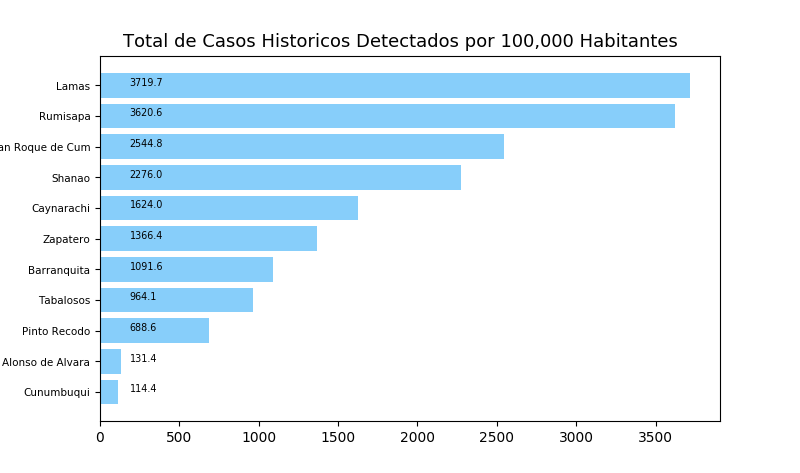 Total de Casos Historicos Detectados por 100,000 Habitantes
Lamas 3719.7
Rumisapa 3620.6
an Roque de Cum 2544.8
Shanao 2276.0
Caynarachi 1624.0
Zapatero 1366.4
Barranquita 1091.6
Tabalosos 964.1
Pinto Recodo 688.6
Alonso de Alvara 131.4
Cunumbuqui 114.4
0 500 1000 1500 2000 2500 3000 3500